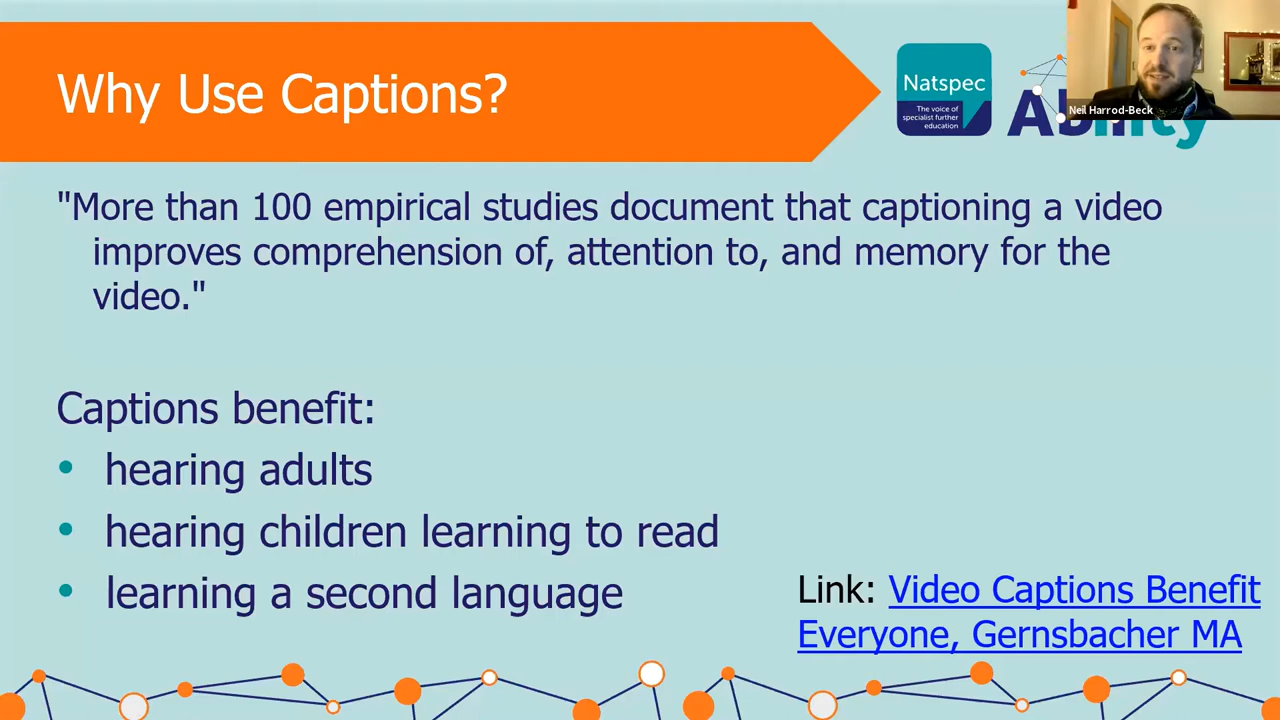 Why Use Captions?
Natspec
The voice of
specialist further
education
Ability
Neil Harrod-Beck
"More than 100 empirical studies document that captioning a video
improves comprehension of, attention to, and memory for the
video."
Captions benefit:
• hearing adults
• hearing children learning to read
• learning a second language
Link: Video Captions Benefit
Everyone, Gernsbacher MA